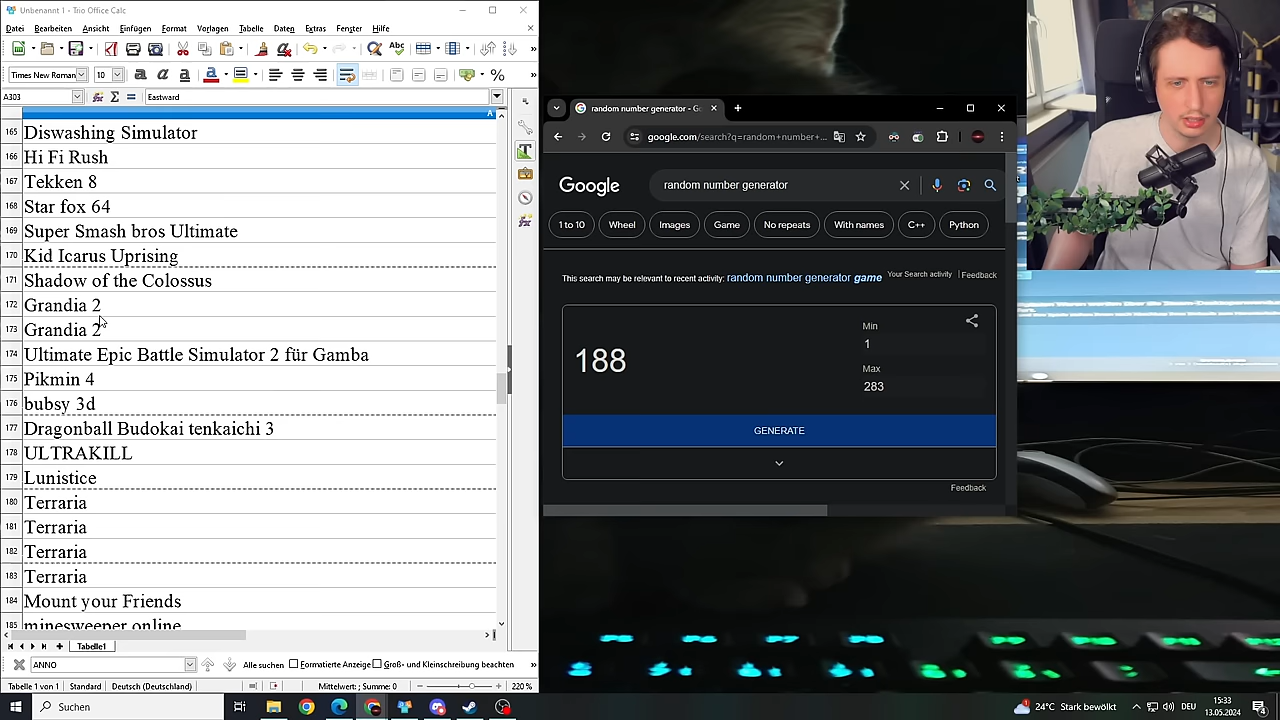 Unbenannt 1 - Trio Office Calc
Datei Bearbeiten Ansicht Einfügen Format Vorlagen Tabelle Daten Extras Fenster Hilfe
Times New Roman 10
A303 Eastward
A
165 Diswashing Simulator
166 Hi Fi Rush
167 Tekken 8
168 Star fox 64
169 Super Smash bros Ultimate
170 Kid Icarus Uprising
171 Shadow of the Colossus
172 Grandia 2
173 Grandia 2
174 Ultimate Epic Battle Simulator 2 für Gamba
175 Pikmin 4
176 bubsy 3d
177 Dragonball Budokai tenkaichi 3
178 ULTRAKILL
179 Lunistice
180 Terraria
181 Terraria
182 Terraria
183 Terraria
184 Mount your Friends
185 minesweeper online
Tabelle1
ANNO Alle suchen Formatierte Anzeige Groß- und Kleinschreibung beachten
Tabelle 1 von 1 Standard Deutsch (Deutschland) Mittelwert: ; Summe: 0 220 %
random number generator - Go
google.com/search?q=random+number+...
Google random number generator
1 to 10 Wheel Images Game No repeats With names C++ Python
This search may be relevant to recent activity: random number generator game Your Search activity Feedback
188
Min
1
Max
283
GENERATE
Feedback
Suchen
24°C Stark bewölkt DEU 15:33
13.05.2024